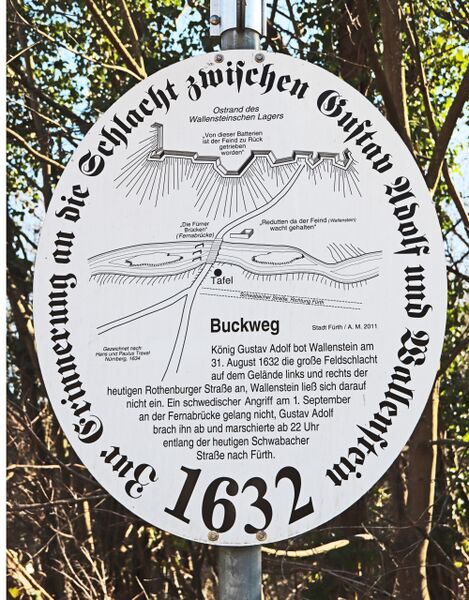 Zur Erinnerung an die Schlacht zwischen Gustav Adolf und Wallenstein
Ostrand des
Wallensteinschen Lagers
„Von dieser Batterien
ist der Feind zu Rück
getrieben
worden"
„Die Fürner
Brücken"
(Fernabrücke)
„Redutten da der Feind (Wallenstein)
wacht gehalten"
Tafel
Schwabacher Straße, Richtung Fürth
Buckweg
Stadt Fürth / A. M. 2011
Gezeichnet nach:
Hans und Paulus Trexel
Nürnberg, 1634
König Gustav Adolf bot Wallenstein am
31. August 1632 die große Feldschlacht
auf dem Gelände links und rechts der
heutigen Rothenburger Straße an, Wallenstein ließ sich darauf
nicht ein. Ein schwedischer Angriff am 1. September
an der Fernabrücke gelang nicht, Gustav Adolf
brach ihn ab und marschierte ab 22 Uhr
entlang der heutigen Schwabacher
Straße nach Fürth.
1632